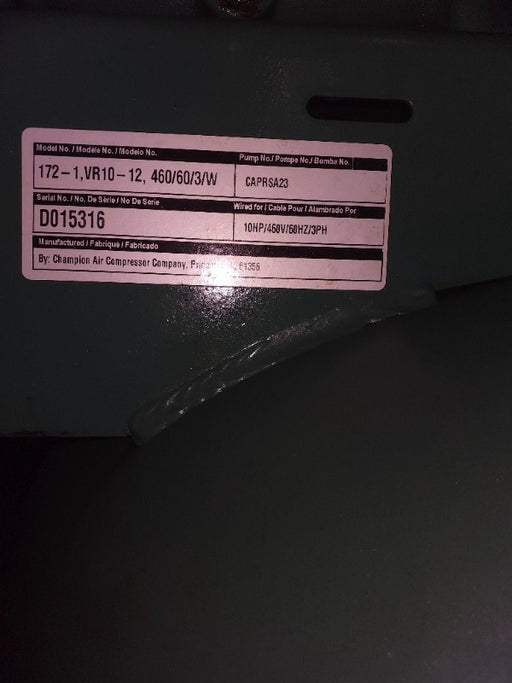 Model No. / Modèle No. / Modelo No.
Pump No./ Pompe No./ Bomba No.
172-1,VR10-12, 460/60/3/W
CAPRSA23
Serial No. / No. De Série / No De Serie
Wired for / Cable Pour / Alambrado Por
D015316
10HP/460V/60HZ/3PH
Manufactured / Fabriqué / Fabricado
By: Champion Air Compressor Company, 61356